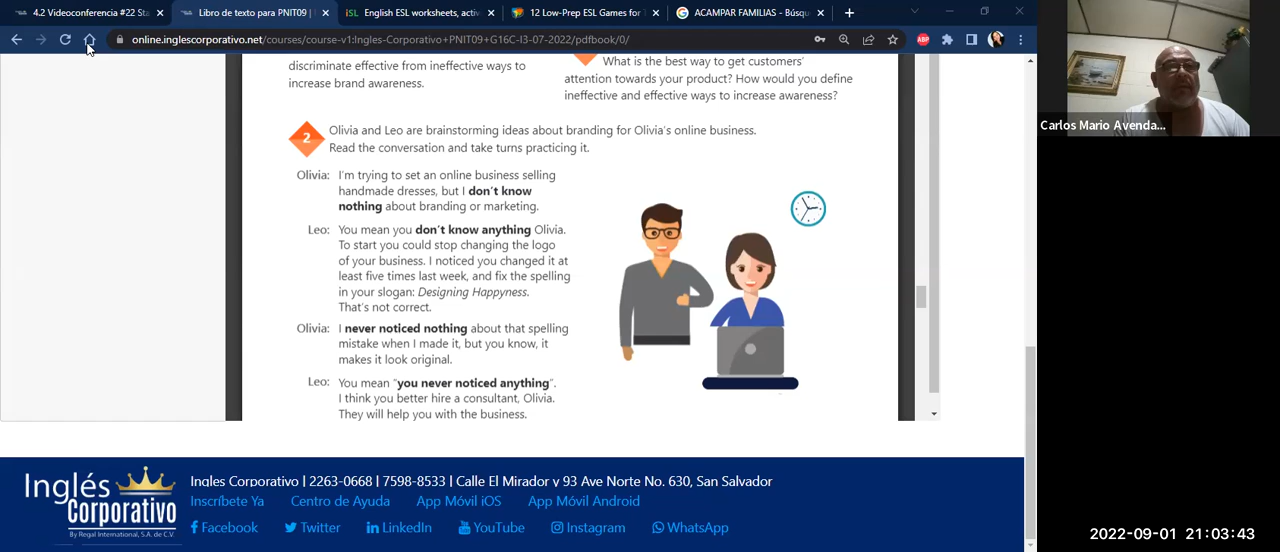 4.2 Videoconferencia #22 Sta
Libro de texto para PNIT09 |
English ESL worksheets, activ
12 Low-Prep ESL Games for T
ACAMPAR FAMILIAS - Búsqu
online.inglescorporativo.net/courses/course-v1:Ingles-Corporativo+PNIT09+G16C-I3-07-2022/pdfbook/0/
discriminate effective from ineffective ways to
increase brand awareness.
What is the best way to get customers'
attention towards your product? How would you define
ineffective and effective ways to increase awareness?
2
Olivia and Leo are brainstorming ideas about branding for Olivia's online business.
Read the conversation and take turns practicing it.
Olivia: I'm trying to set an online business selling
handmade dresses, but I don't know
nothing about branding or marketing.
Leo: You mean you don't know anything Olivia.
To start you could stop changing the logo
of your business. I noticed you changed it at
least five times last week, and fix the spelling
in your slogan: Designing Happyness.
That's not correct.
Olivia: I never noticed nothing about that spelling
mistake when I made it, but you know, it
makes it look original.
Leo: You mean "you never noticed anything".
I think you better hire a consultant, Olivia.
They will help you with the business.
Inglés
Corporativo
By Regal International, S.A. de C.V.
Ingles Corporativo | 2263-0668 | 7598-8533 | Calle El Mirador y 93 Ave Norte No. 630, San Salvador
Inscríbete Ya Centro de Ayuda App Móvil iOS App Móvil Android
Facebook Twitter LinkedIn YouTube Instagram WhatsApp
Carlos Mario Avenda...
2022-09-01 21:03:43